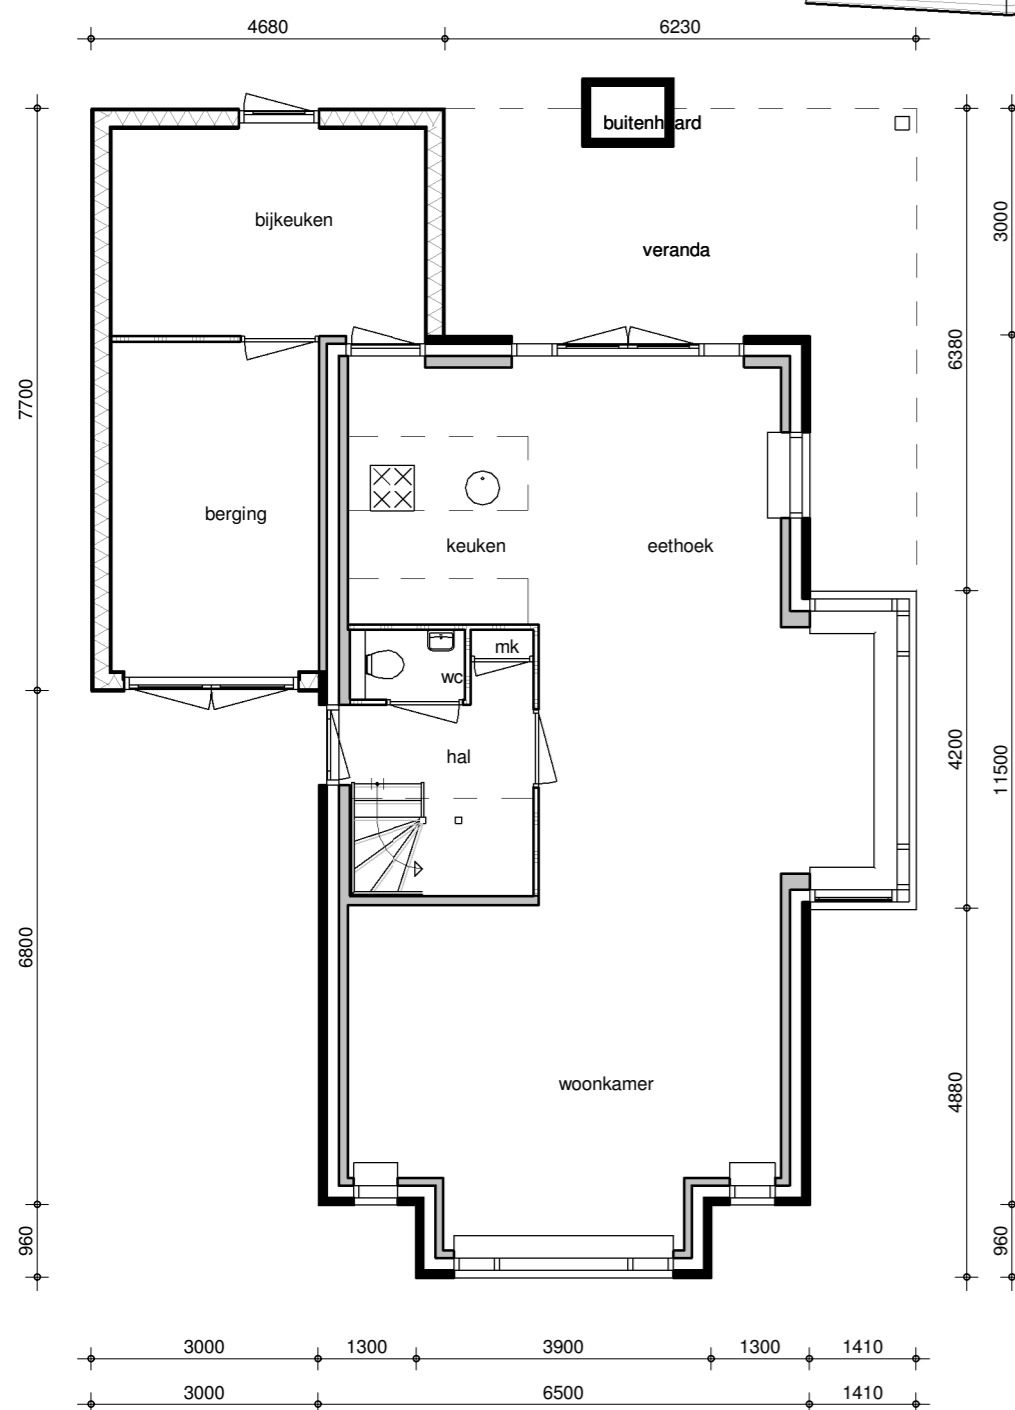 4680
6230
buitenhaard
bijkeuken
veranda
3000
6380
7700
berging
keuken
eethoek
mk
wc
hal
4200
11500
6800
woonkamer
4880
960
960
3000
1300
3900
1300
1410
3000
6500
1410